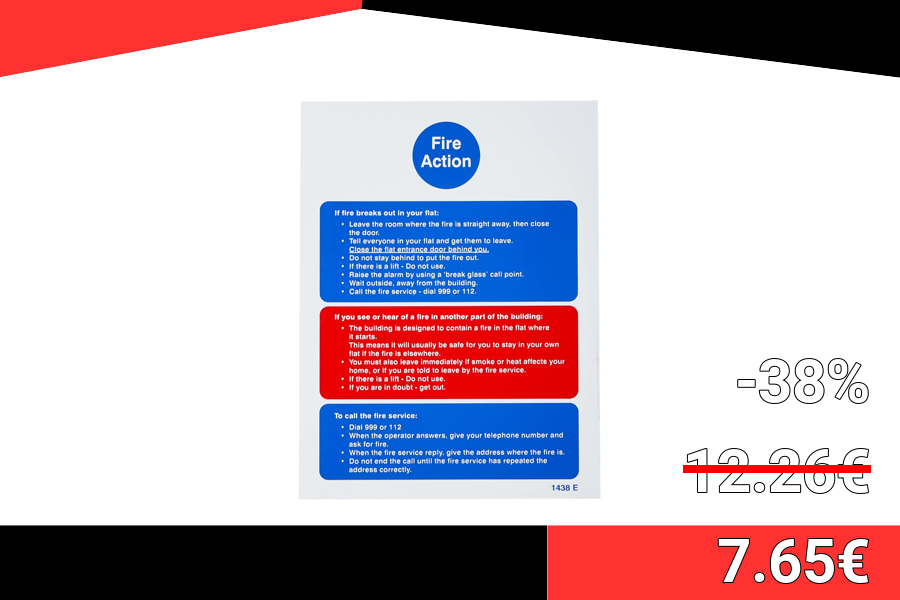 Fire
Action
If fire breaks out in your flat:
• Leave the room where the fire is straight away, then close
the door.
• Tell everyone in your flat and get them to leave.
Close the flat entrance door behind you.
• Do not stay behind to put the fire out.
• If there is a lift - Do not use.
• Raise the alarm by using a 'break glass' call point.
• Wait outside, away from the building.
• Call the fire service - dial 999 or 112.
If you see or hear of a fire in another part of the building:
• The building is designed to contain a fire in the flat where
it starts.
This means it will usually be safe for you to stay in your own
flat if the fire is elsewhere.
• You must also leave immediately if smoke or heat affects your
home, or if you are told to leave by the fire service.
• If there is a lift - Do not use.
• If you are in doubt - get out.
To call the fire service:
• Dial 999 or 112
• When the operator answers, give your telephone number and
ask for fire.
• When the fire service reply, give the address where the fire is.
• Do not end the call until the fire service has repeated the
address correctly.
1438 E
-38%
12.26€
7.65€